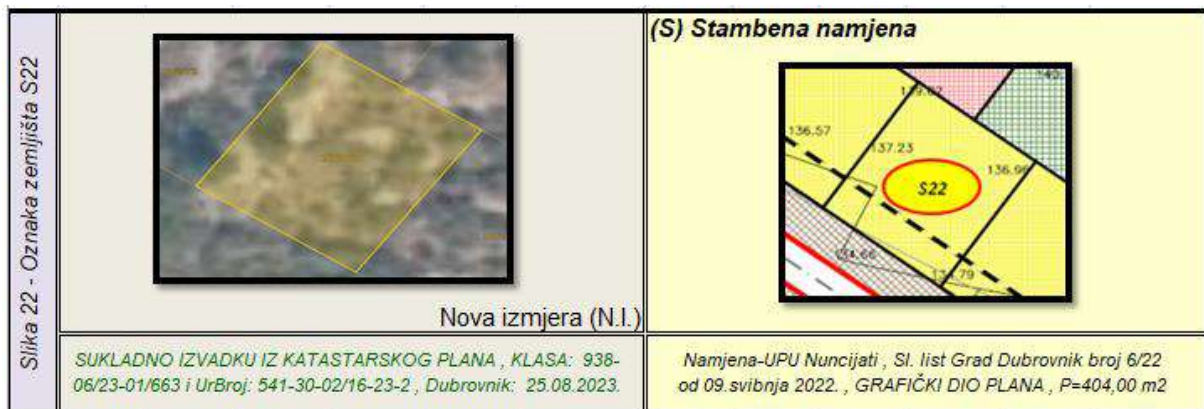 Slika 22 - Oznaka zemljišta S22
Nova izmjera (N.I.)
SUKLADNO IZVADKU IZ KATASTARSKOG PLANA , KLASA: 938-
06/23-01/663 i UrBroj: 541-30-02/16-23-2 , Dubrovnik: 25.08.2023.
(S) Stambena namjena
136.57
137.23
136.96
S22
134.66
Namjena-UPU Nuncijati , Sl. list Grad Dubrovnik broj 6/22
od 09.svibnja 2022. , GRAFIČKI DIO PLANA , P=404,00 m2